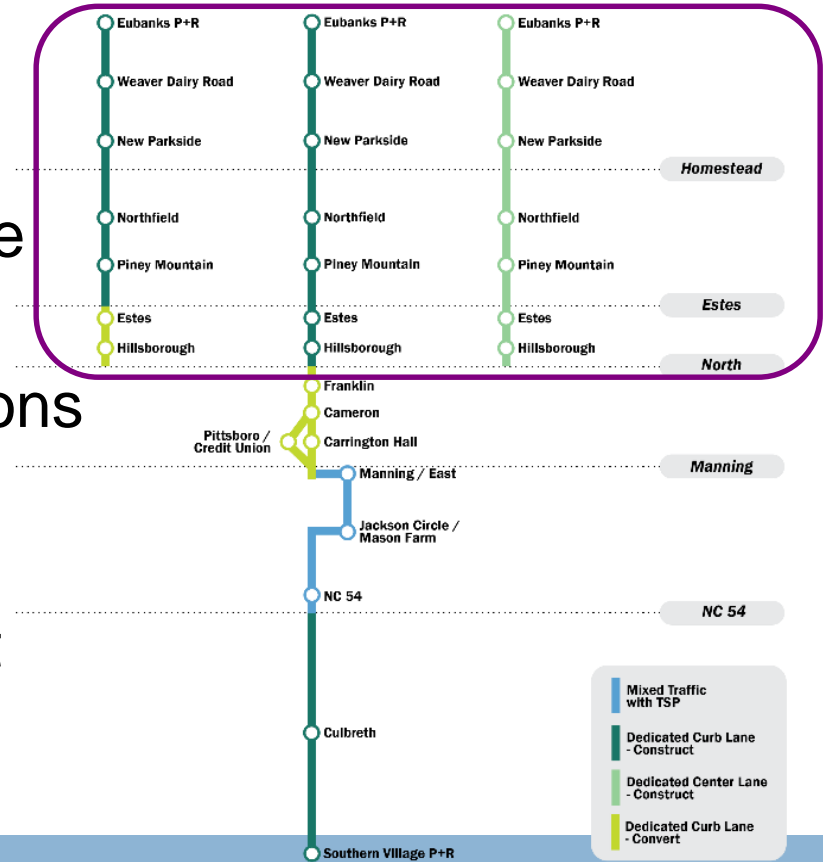 Eubanks P+R
Eubanks P+R
Eubanks P+R
Weaver Dairy Road
Weaver Dairy Road
Weaver Dairy Road
New Parkside
New Parkside
New Parkside
Homestead
Northfield
Northfield
Northfield
e
Piney Mountain
Piney Mountain
Piney Mountain
Estes
Estes
Estes
Estes
Hillsborough
Hillsborough
Hillsborough
North
Franklin
ons
Cameron
Pittsboro /
Credit Union
Carrington Hall
Manning
Manning / East
Jackson Circle /
Mason Farm
NC 54
NC 54
Mixed Traffic
with TSP
Culbreth
Dedicated Curb Lane
- Construct
Dedicated Center Lane
- Construct
Dedicated Curb Lane
- Convert
Southern Village P+R